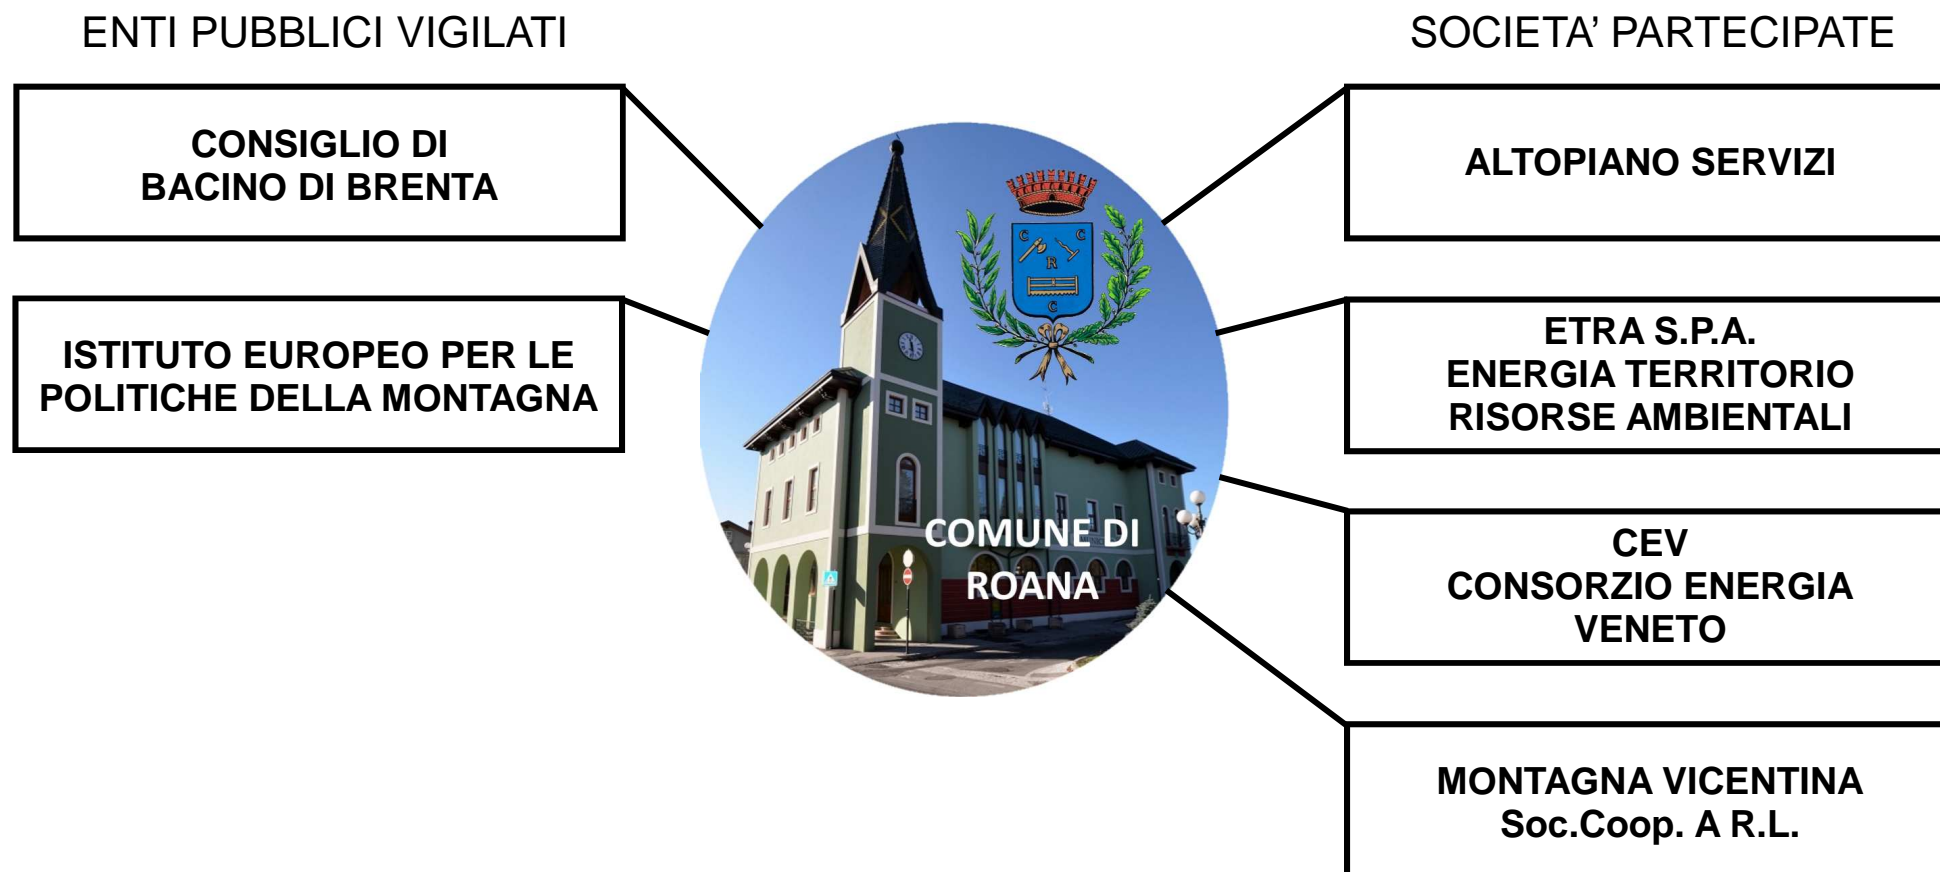 ENTI PUBBLICI VIGILATI
CONSIGLIO DI
BACINO DI BRENTA
ISTITUTO EUROPEO PER LE
POLITICHE DELLA MONTAGNA
C C
R
C
COMUNE DI
ROANA
SOCIETA’ PARTECIPATE
ALTOPIANO SERVIZI
ETRA S.P.A.
ENERGIA TERRITORIO
RISORSE AMBIENTALI
CEV
CONSORZIO ENERGIA
VENETO
MONTAGNA VICENTINA
Soc.Coop. A R.L.